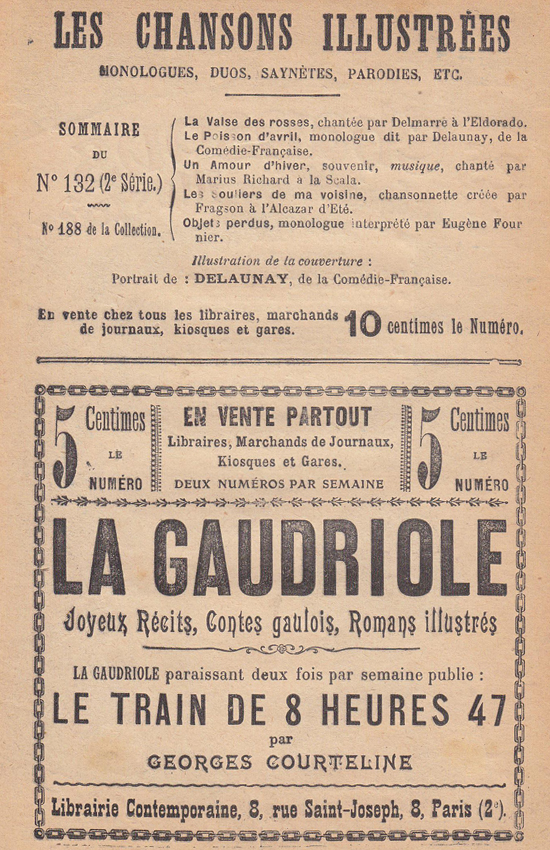 LES CHANSONS ILLUSTRÉES
MONOLOGUES, DUOS, SAYNÈTES, PARODIES, ETC.
SOMMAIRE
DU
N° 132 (2e Série.)
N° 188 de la Collection.
La Valse des rosses, chantée par Delmarre à l'Eldorado.
Le Poisson d'avril, monologue dit par Delaunay, de la
Comédie-Française.
Un Amour d'hiver, souvenir, musique, chanté par
Marius Richard à la Scala.
Les Souliers de ma voisine, chansonnette créée par
Fragson à l'Alcazar d'Eté.
Objets perdus, monologue interprété par Eugène Four
nier.
Illustration de la couverture :
Portrait de : DELAUNAY, de la Comédie-Française.
En vente chez tous les libraires, marchands
de journaux, kiosques et gares.
10 centimes le Numéro.
5 Centimes
LE
NUMÉRO
EN VENTE PARTOUT
Libraires, Marchands de Journaux,
Kiosques et Gares.
DEUX NUMÉROS PAR SEMAINE
5 Centimes
LE
NUMÉRO
LA GAUDRIOLE
Joyeux Récits, Contes gaulois, Romans illustrés
LA GAUDRIOLE paraissant deux fois par semaine publie :
LE TRAIN DE 8 HEURES 47
par
GEORGES COURTELINE
Librairie Contemporaine, 8, rue Saint-Joseph, 8, Paris (2e).